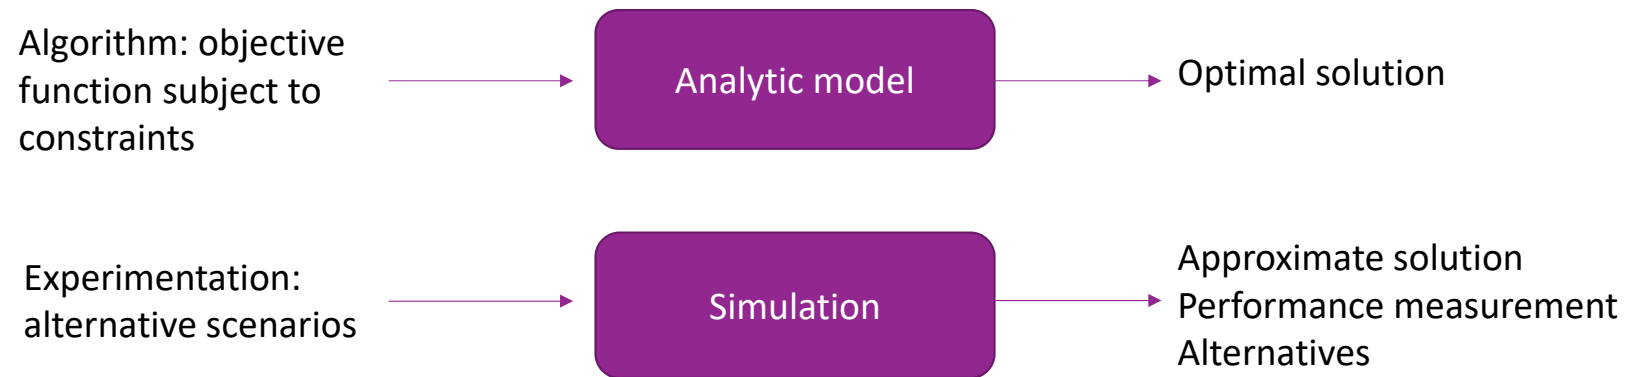 Algorithm: objective
function subject to
constraints
Analytic model
Optimal solution
Experimentation:
alternative scenarios
Simulation
Approximate solution
Performance measurement
Alternatives